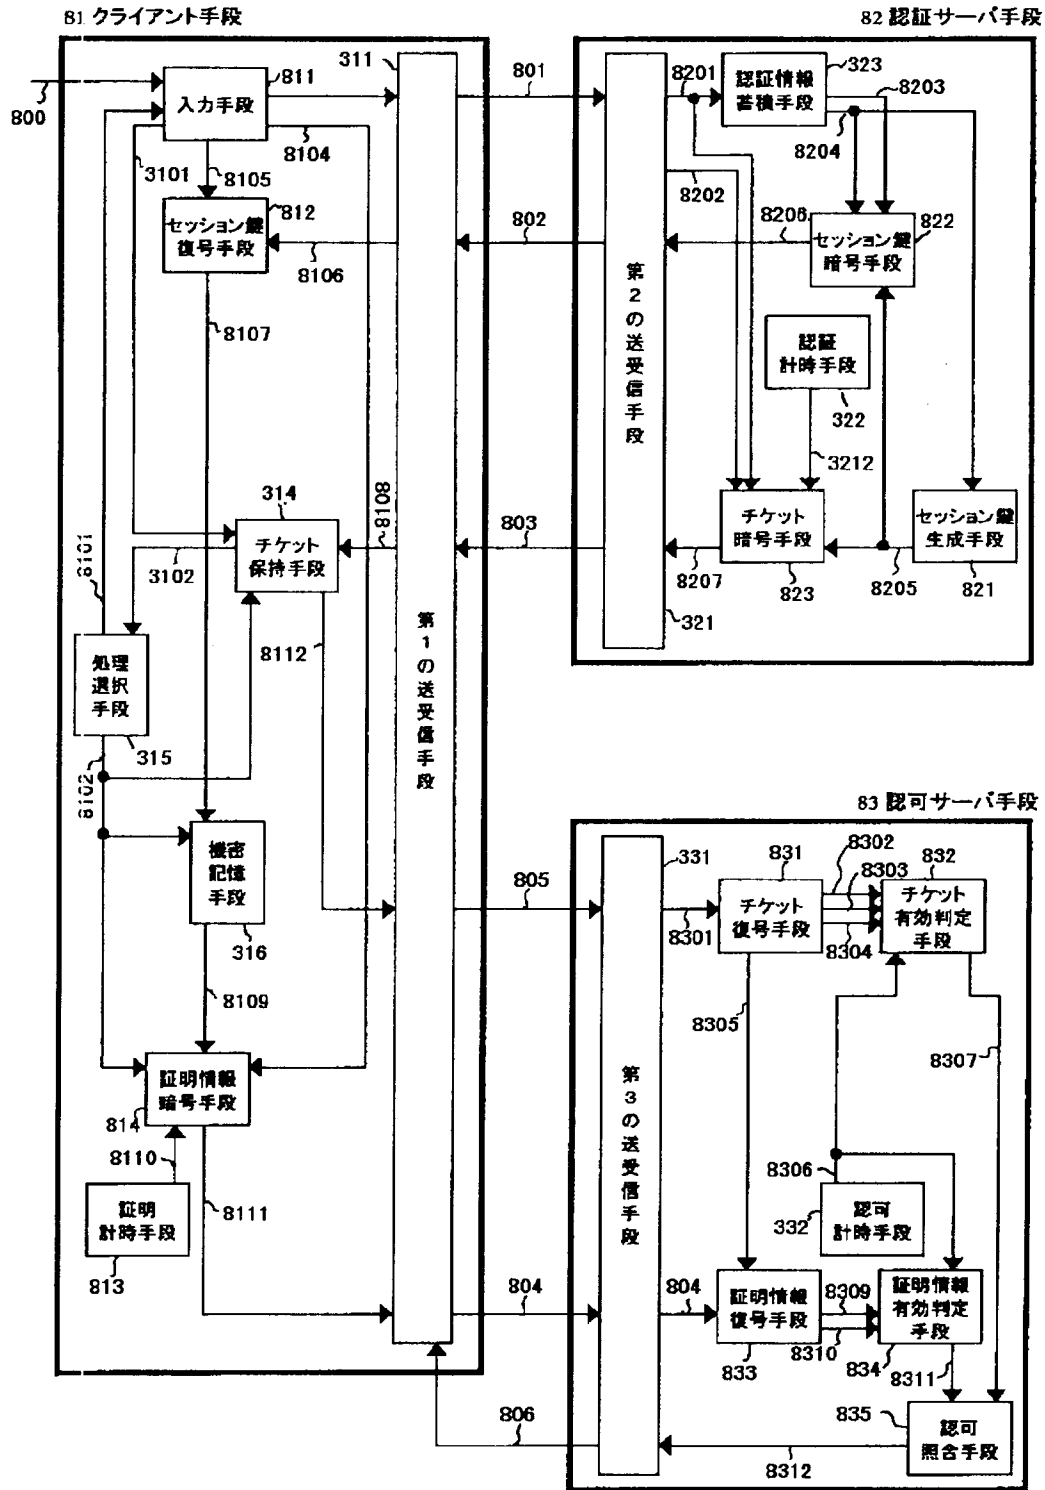 81 クライアント手段
82 認証サーバ手段
311
811
入力手段
800
801
8201
323
認証情報
蓄積手段
8203
8204
3101
8105
8104
8202
812
セッション鍵
復号手段
8106
802
8206
822
セッション鍵
暗号手段
第2の送受信手段
8107
認証
計時手段
322
3212
314
チケット
保持手段
8108
803
8101
3102
チケット
暗号手段
8207
823
8205
セッション鍵
生成手段
821
321
第1の送受信手段
8112
処理
選択
手段
315
8102
83 認可サーバ手段
機密
記憶
手段
316
805
331
831
8302
8303
832
チケット
復号手段
チケット
有効判定
手段
8301
8304
8109
8305
8307
証明情報
暗号手段
814
8110
第3の送受信手段
証明
計時手段
813
8111
8306
332
認可
計時手段
804
804
証明情報
復号手段
833
8309
8310
証明情報
有効判定
手段
834
8311
806
835
認可
照合手段
8312